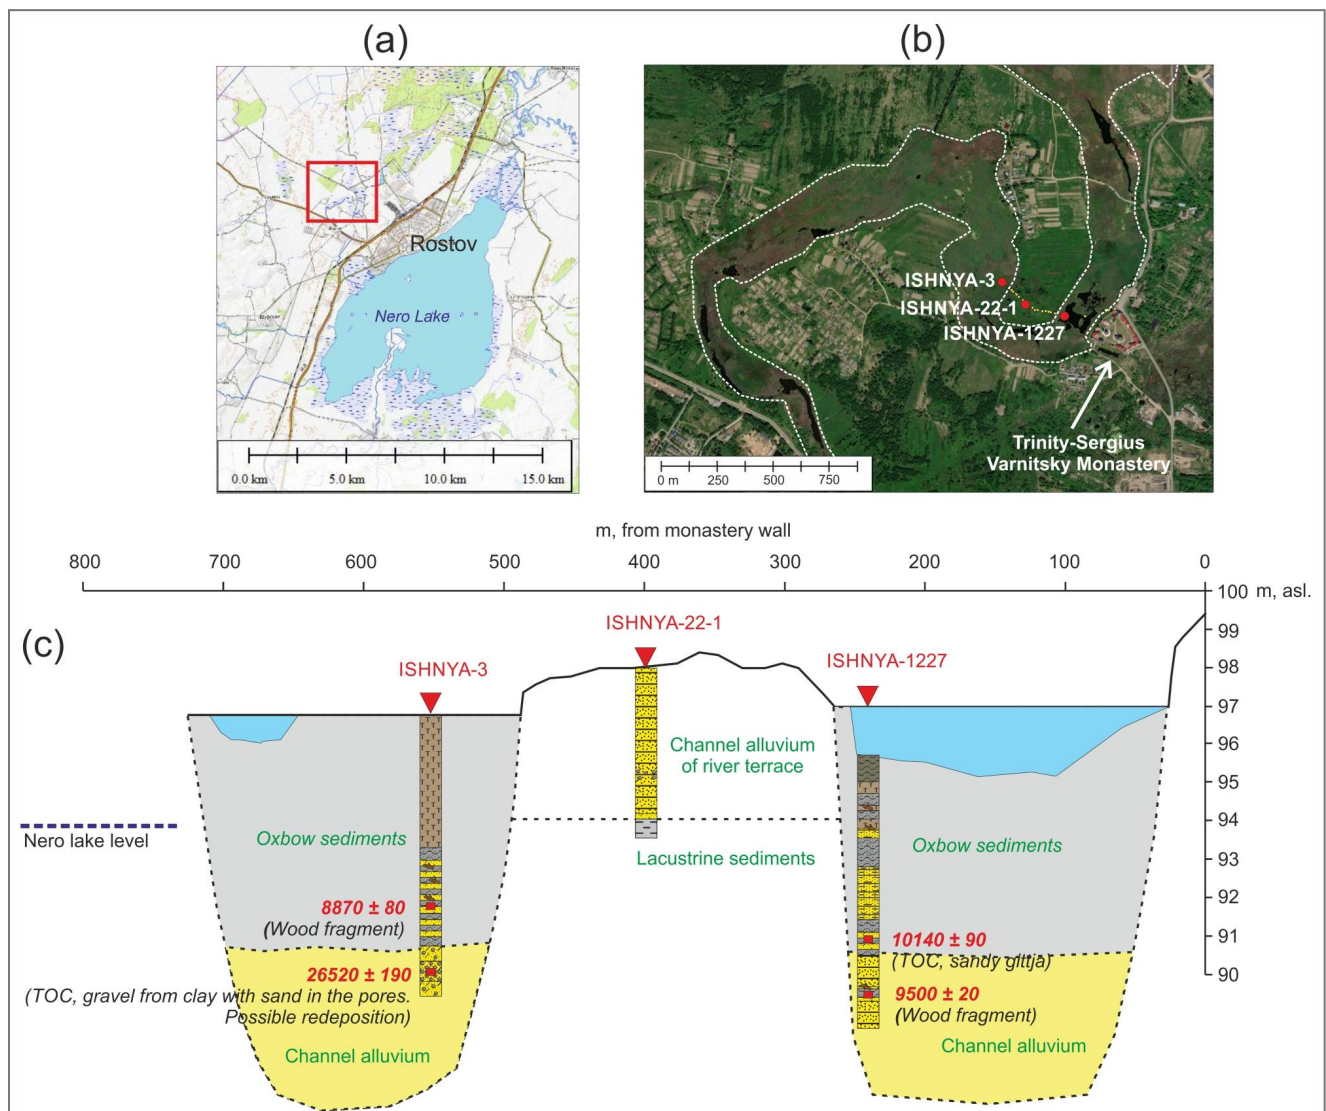 (a)
(b)
Rostov
Nero Lake
0.0 km 5.0 km 10.0 km 15.0 km
ISHNYA-3
ISHNYA-22-1
ISHNYA-1227
Trinity-Sergius
Varnitsky Monastery
0 m 250 500 750
m, from monastery wall
800 700 600 500 400 300 200 100 0
100 m, asl.
99
98
97
96
95
94
93
92
91
90
(c)
ISHNYA-3
ISHNYA-22-1
ISHNYA-1227
Channel alluvium
of river terrace
Nero lake level
Oxbow sediments
Lacustrine sediments
Oxbow sediments
8870 ± 80
(Wood fragment)
26520 ± 190
(TOC, gravel from clay with sand in the pores.
Possible redeposition)
Channel alluvium
10140 ± 90
(TOC, sandy gittja)
9500 ± 20
(Wood fragment)
Channel alluvium